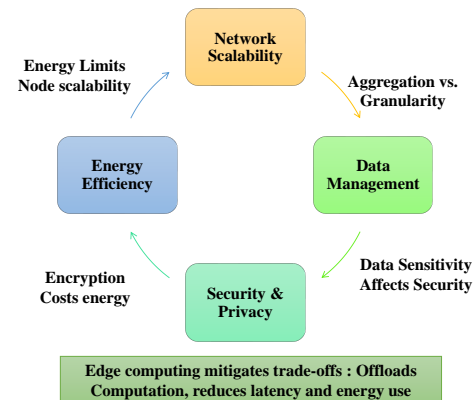 Network
Scalability
Energy Limits
Node scalability
Aggregation vs.
Granularity
Energy
Efficiency
Data
Management
Encryption
Costs energy
Security &
Privacy
Data Sensitivity
Affects Security
Edge computing mitigates trade-offs : Offloads
Computation, reduces latency and energy use